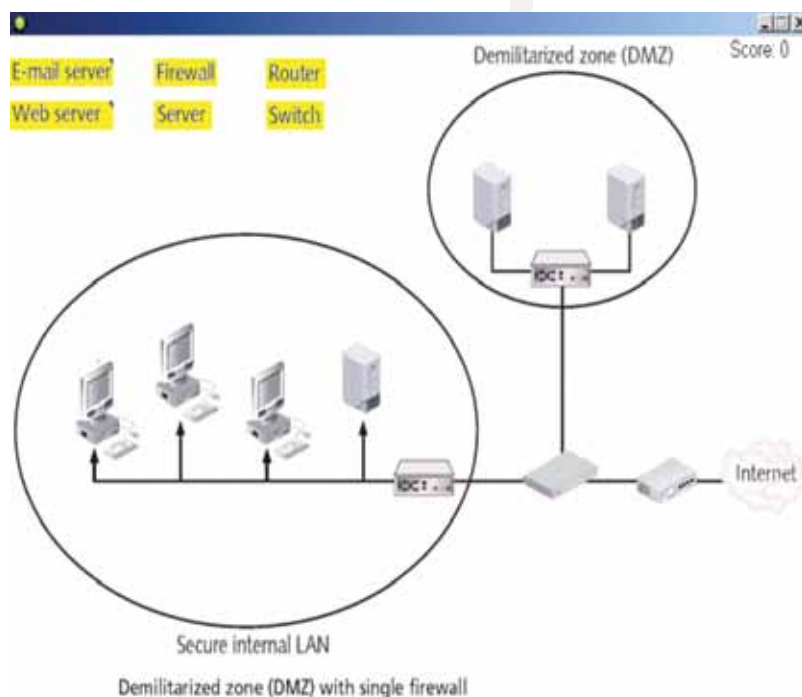 Score: 0
E-mail server Firewall Router
Web server Server Switch
Demilitarized zone (DMZ)
Internet
Secure internal LAN
Demilitarized zone (DMZ) with single firewall